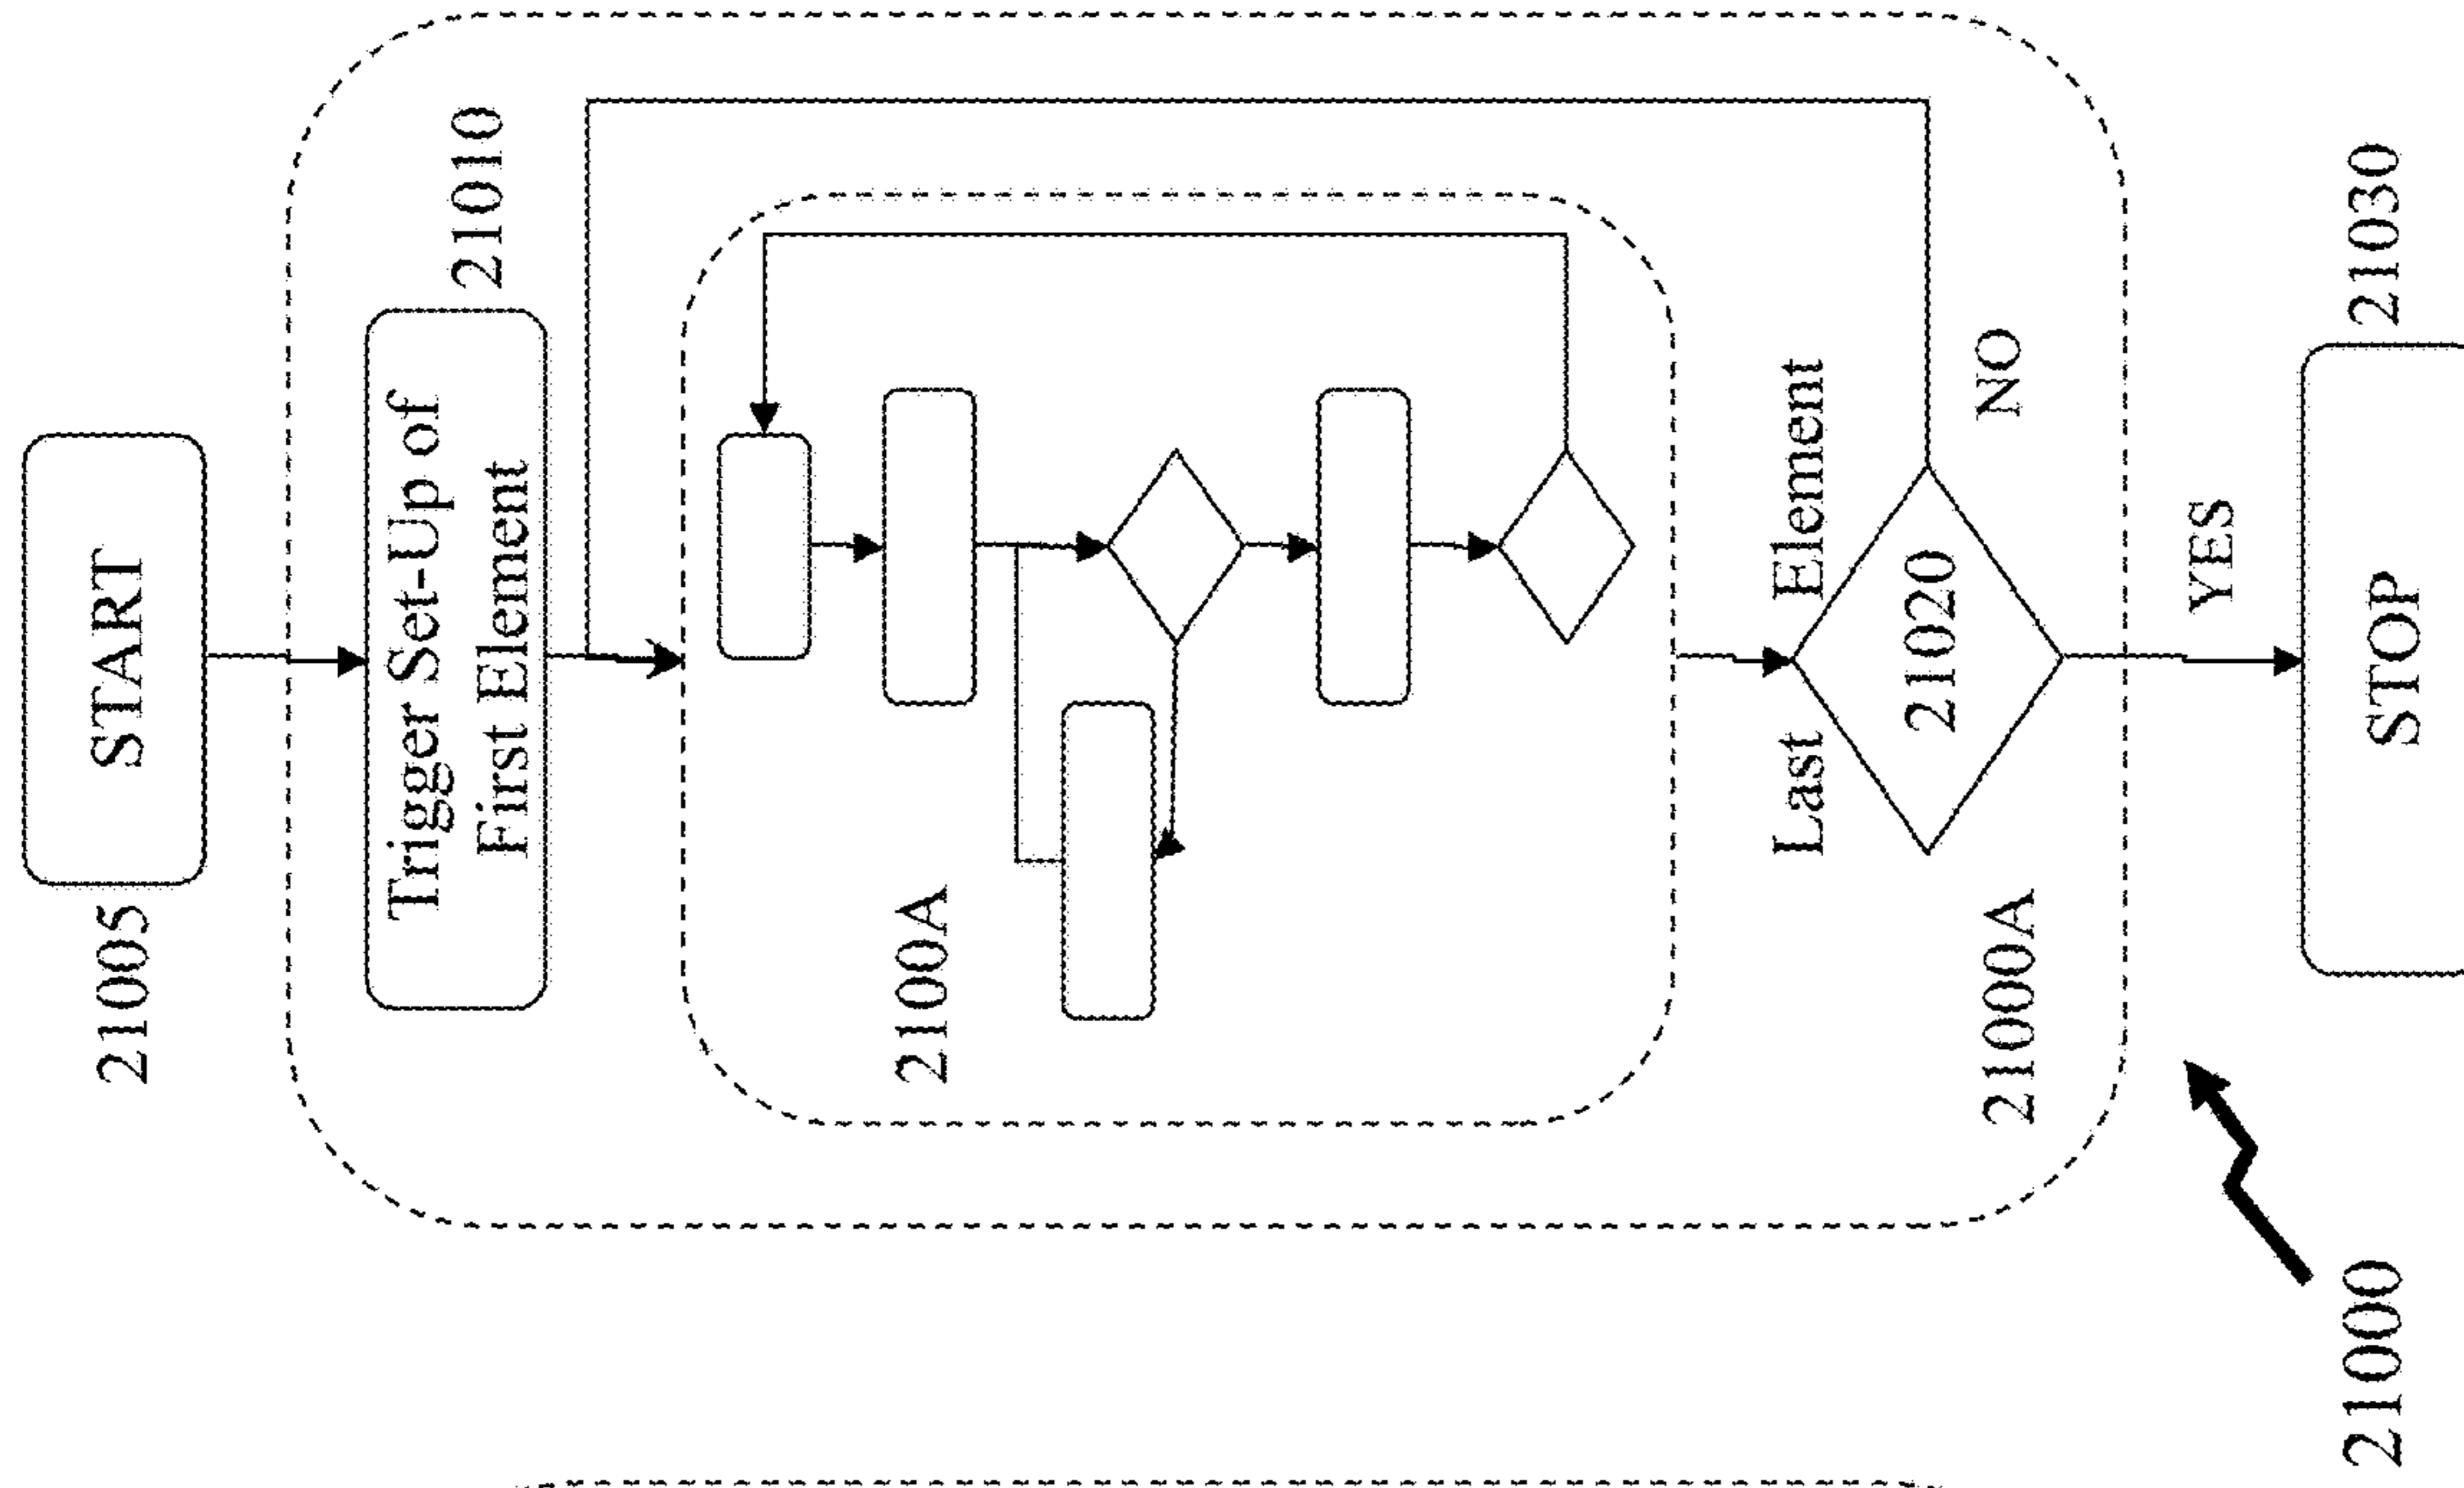 21005
START
Trigger Set-Up of
First Element
21010
2100A
Last Element
21020
NO
21000A
YES
21000
STOP
21030